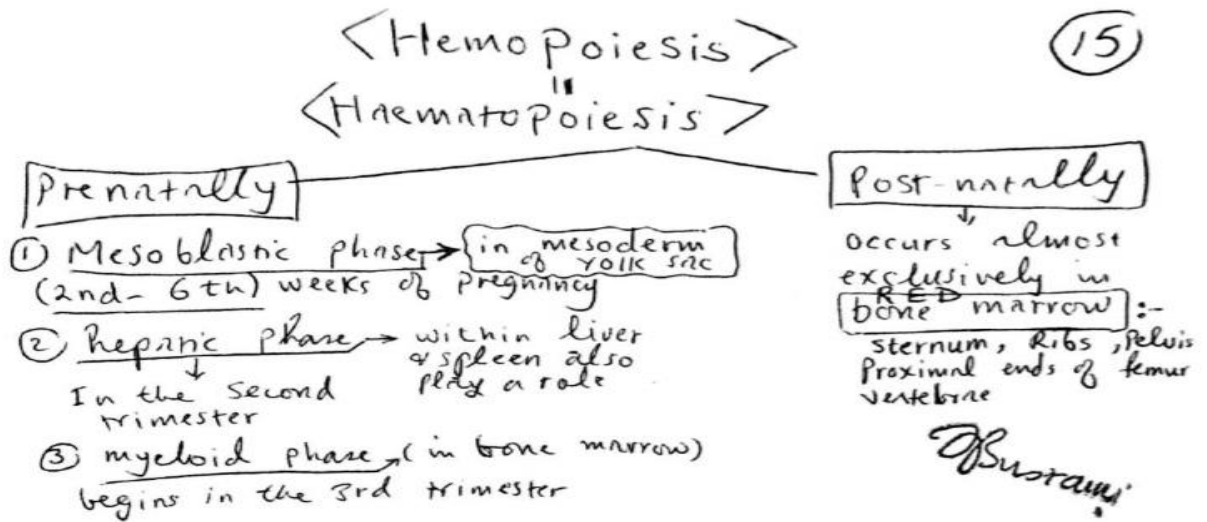 <Hemopoiesis>
15
=
<Haematopoiesis>
Prenatally
① Mesoblastic phase → in mesoderm of yolk sac
(2nd - 6th) weeks of pregnancy
② hepatic phase → within liver
& spleen also
play a role
In the second
trimester
③ myeloid phase (in bone marrow)
begins in the 3rd trimester
Post-natally
occurs almost
exclusively in
RED
bone marrow :-
sternum, Ribs, Pelvis
Proximal ends of femur
vertebrae
Bustami